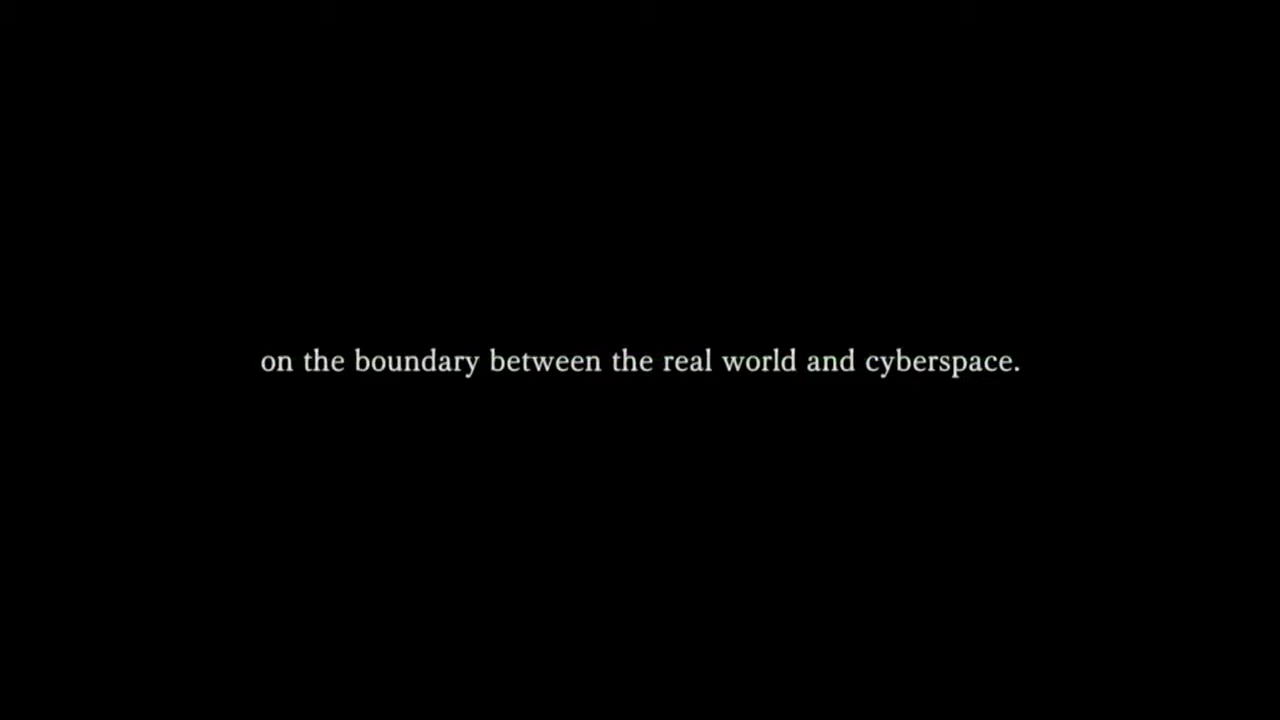 on the boundary between the real world and cyberspace.